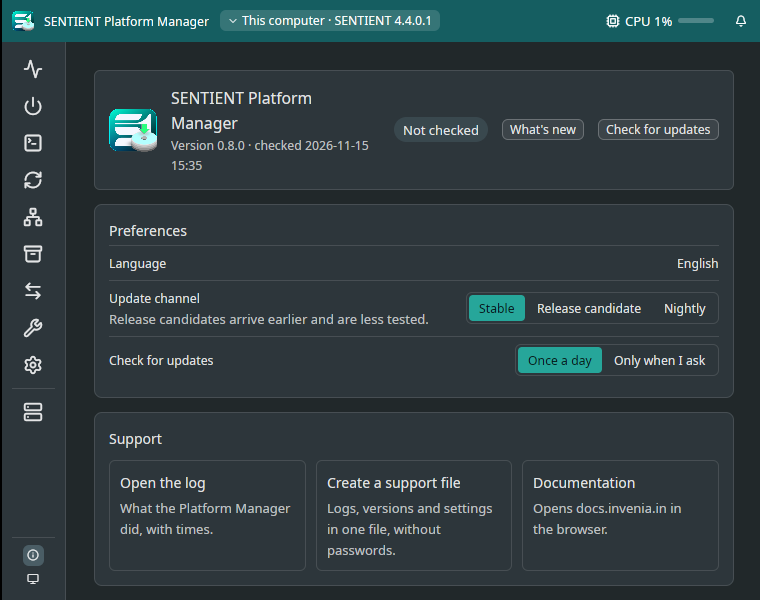 SENTIENT Platform Manager
This computer · SENTIENT 4.4.0.1
CPU 1%
SENTIENT Platform
Manager
Version 0.8.0 · checked 2026-11-15
15:35
Not checked
What's new
Check for updates
Preferences
Language
English
Update channel
Release candidates arrive earlier and are less tested.
Stable
Release candidate
Nightly
Check for updates
Once a day
Only when I ask
Support
Open the log
What the Platform Manager
did, with times.
Create a support file
Logs, versions and settings
in one file, without
passwords.
Documentation
Opens docs.invenia.in in
the browser.